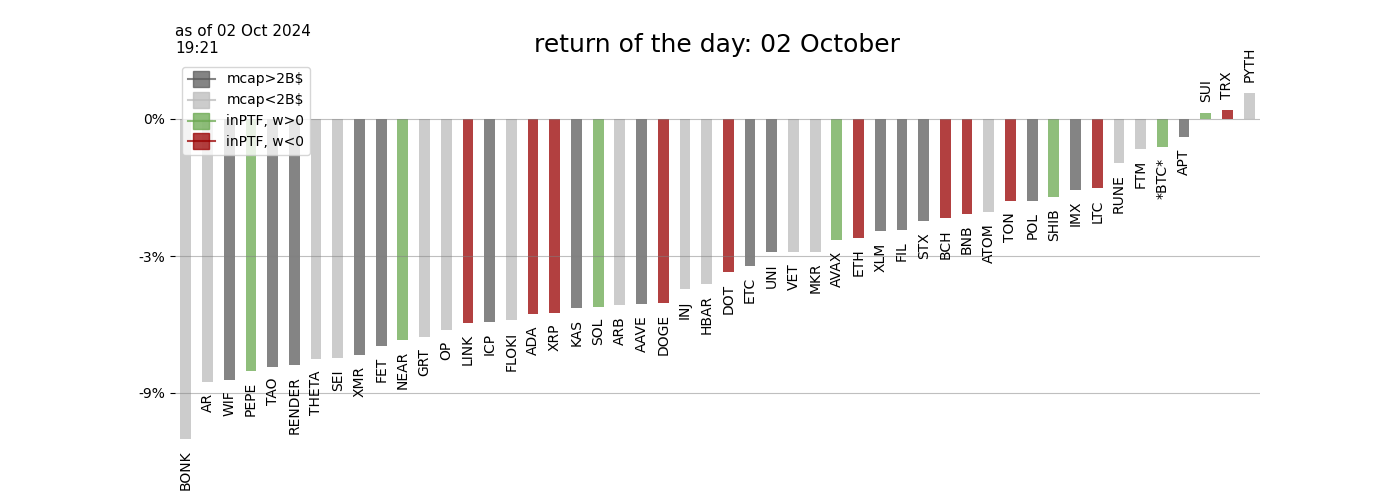 as of 02 Oct 2024
19:21
return of the day: 02 October
mcap>2B$
mcap<2B$
inPTF, w>0
inPTF, w<0
0%
-3%
-9%
BONK
AR
WIF
PEPE
TAO
RENDER
THETA
SEI
XMR
FET
NEAR
GRT
OP
LINK
ICP
FLOKI
ADA
XRP
KAS
SOL
ARB
AAVE
DOGE
INJ
HBAR
DOT
ETC
UNI
VET
MKR
AVAX
ETH
XLM
FIL
STX
BCH
BNB
ATOM
TON
POL
SHIB
IMX
LTC
RUNE
FTM
*BTC*
APT
SUI
TRX
PYTH